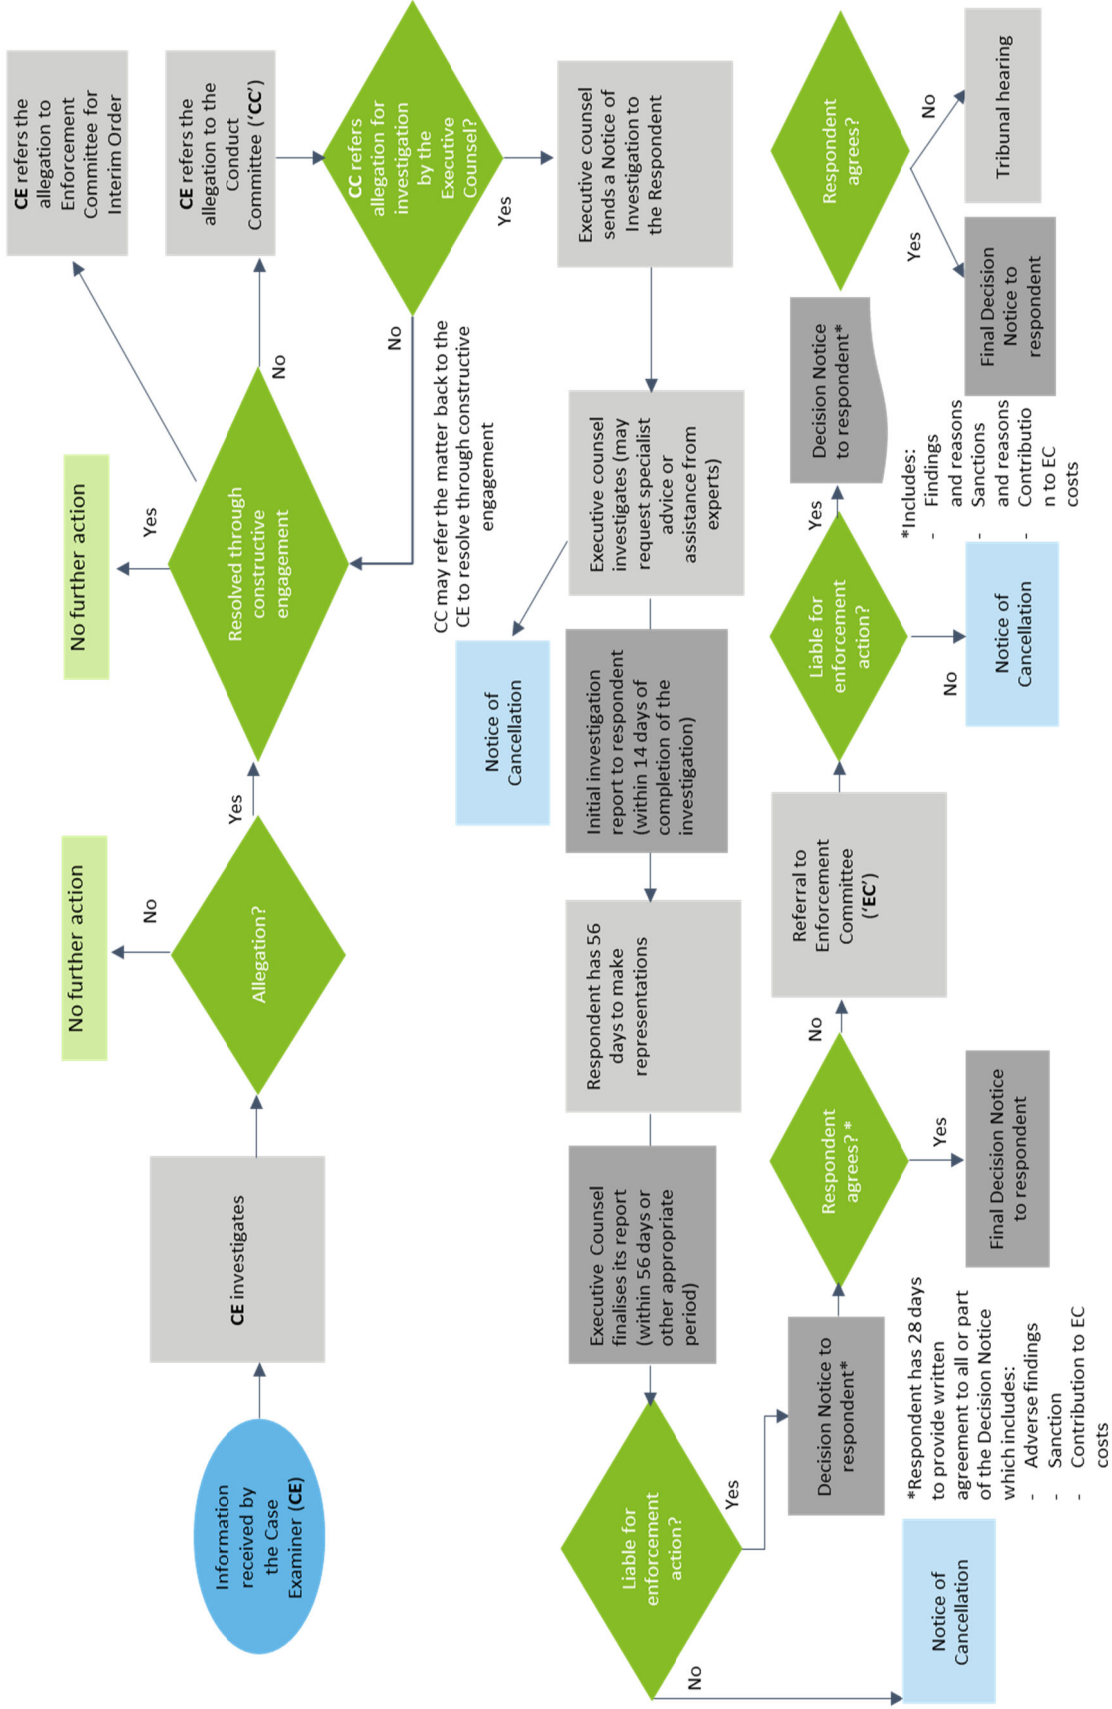 Information
received by
the Case
Examiner (CE)
CE investigates
Allegation?
No
No further action
Yes
Resolved through
constructive
engagement
Yes
No further action
No
CE refers the
allegation to
Enforcement
Committee for
Interim Order
CE refers the
allegation to the
Conduct
Committee (‘CC’)
CC refers
allegation for
investigation
by the
Executive
Counsel?
No
CC may refer the matter back to the
CE to resolve through constructive
engagement
Yes
Executive counsel
sends a Notice of
Investigation to
the Respondent
Executive counsel
investigates (may
request specialist
advice or
assistance from
experts)
Notice of
Cancellation
Initial investigation
report to respondent
(within 14 days of
completion of the
investigation)
Respondent has 56
days to make
representations
Executive Counsel
finalises its report
(within 56 days or
other appropriate
period)
Liable for
enforcement
action?
No
Notice of
Cancellation
Yes
Decision Notice to
respondent*
*Respondent has 28 days
to provide written
agreement to all or part
of the Decision Notice
which includes:
- Adverse findings
- Sanction
- Contribution to EC
costs
Respondent
agrees? *
Yes
Final Decision Notice
to respondent
No
Referral to
Enforcement
Committee
(‘EC’)
Liable for
enforcement
action?
No
Notice of
Cancellation
Yes
Decision Notice
to respondent*
*Includes:
- Findings
and reasons
- Sanctions
and reasons
- Contributio
n to EC
costs
Respondent
agrees?
Yes
Final Decision
Notice to
respondent
No
Tribunal hearing